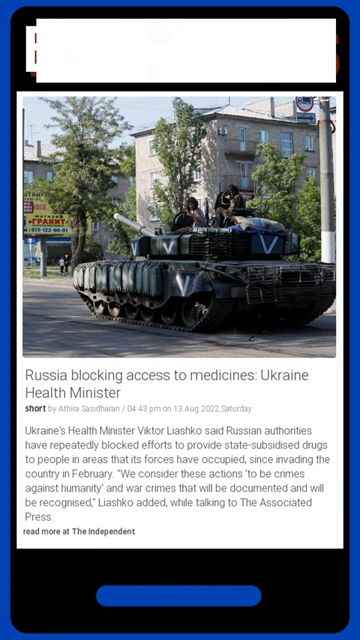 МАГАЗИН
ГРАНИТ
Russia blocking access to medicines: Ukraine
Health Minister
short by Athira Sasidharan / 04:43 pm on 13 Aug 2022,Saturday
Ukraine's Health Minister Viktor Liashko said Russian authorities
have repeatedly blocked efforts to provide state-subsidised drugs
to people in areas that its forces have occupied, since invading the
country in February. "We consider these actions 'to be crimes
against humanity' and war crimes that will be documented and will
be recognised," Liashko added, while talking to The Associated
Press.
read more at The Independent